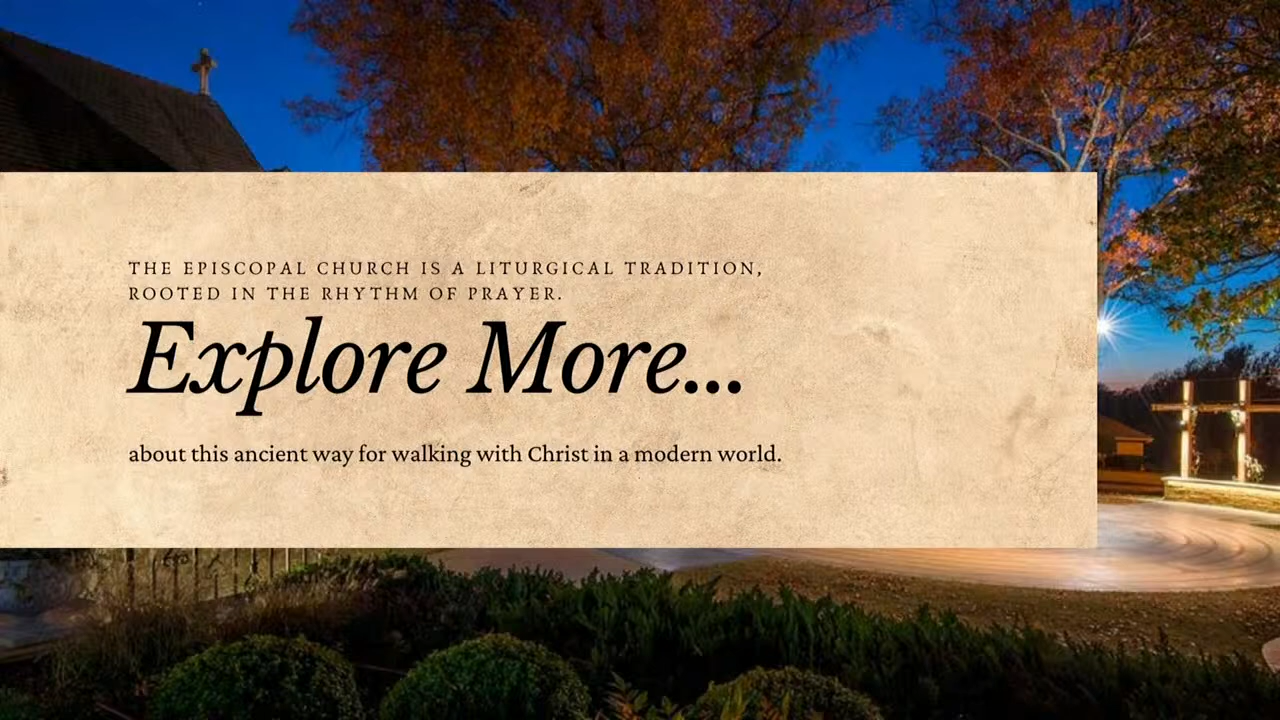 THE EPISCOPAL CHURCH IS A LITURGICAL TRADITION,
ROOTED IN THE RHYTHM OF PRAYER.
Explore More...
about this ancient way for walking with Christ in a modern world.